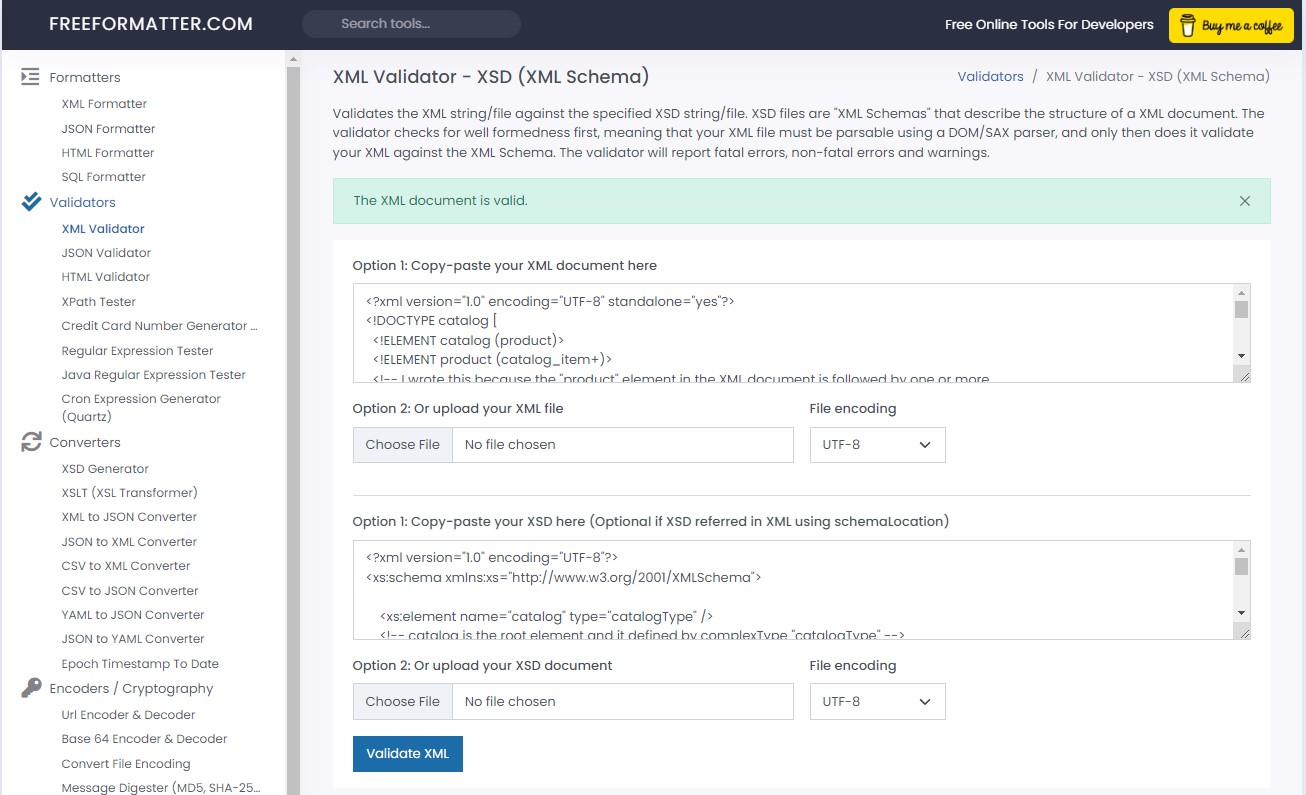 FREEFORMATTER.COM
Search tools...
Free Online Tools For Developers
Buy me a coffee
Formatters
XML Formatter
JSON Formatter
HTML Formatter
SQL Formatter
Validators
XML Validator
JSON Validator
HTML Validator
XPath Tester
Credit Card Number Generator ...
Regular Expression Tester
Java Regular Expression Tester
Cron Expression Generator
(Quartz)
Converters
XSD Generator
XSLT (XSL Transformer)
XML to JSON Converter
JSON to XML Converter
CSV to XML Converter
CSV to JSON Converter
YAML to JSON Converter
JSON to YAML Converter
Epoch Timestamp To Date
Encoders / Cryptography
Url Encoder & Decoder
Base 64 Encoder & Decoder
Convert File Encoding
Message Digester (MD5, SHA-25...
XML Validator - XSD (XML Schema)
Validators / XML Validator - XSD (XML Schema)
Validates the XML string/file against the specified XSD string/file. XSD files are "XML Schemas" that describe the structure of a XML document. The
validator checks for well formedness first, meaning that your XML file must be parsable using a DOM/SAX parser, and only then does it validate
your XML against the XML Schema. The validator will report fatal errors, non-fatal errors and warnings.
The XML document is valid.
Option 1: Copy-paste your XML document here
<?xml version="1.0" encoding="UTF-8" standalone="yes"?>
<!DOCTYPE catalog [
<!ELEMENT catalog (product)>
<!ELEMENT product (catalog_item+)>
<!-- I wrote this because the "product" element in the XML document is followed by one or more
Option 2: Or upload your XML file
File encoding
Choose File No file chosen
UTF-8
Option 1: Copy-paste your XSD here (Optional if XSD referred in XML using schemaLocation)
<?xml version="1.0" encoding="UTF-8"?>
<xs:schema xmlns:xs="http://www.w3.org/2001/XMLSchema">
<xs:element name="catalog" type="catalogType" />
<!-- catalog is the root element and it defined by complexType "catalogType" -->
Option 2: Or upload your XSD document
File encoding
Choose File No file chosen
UTF-8
Validate XML